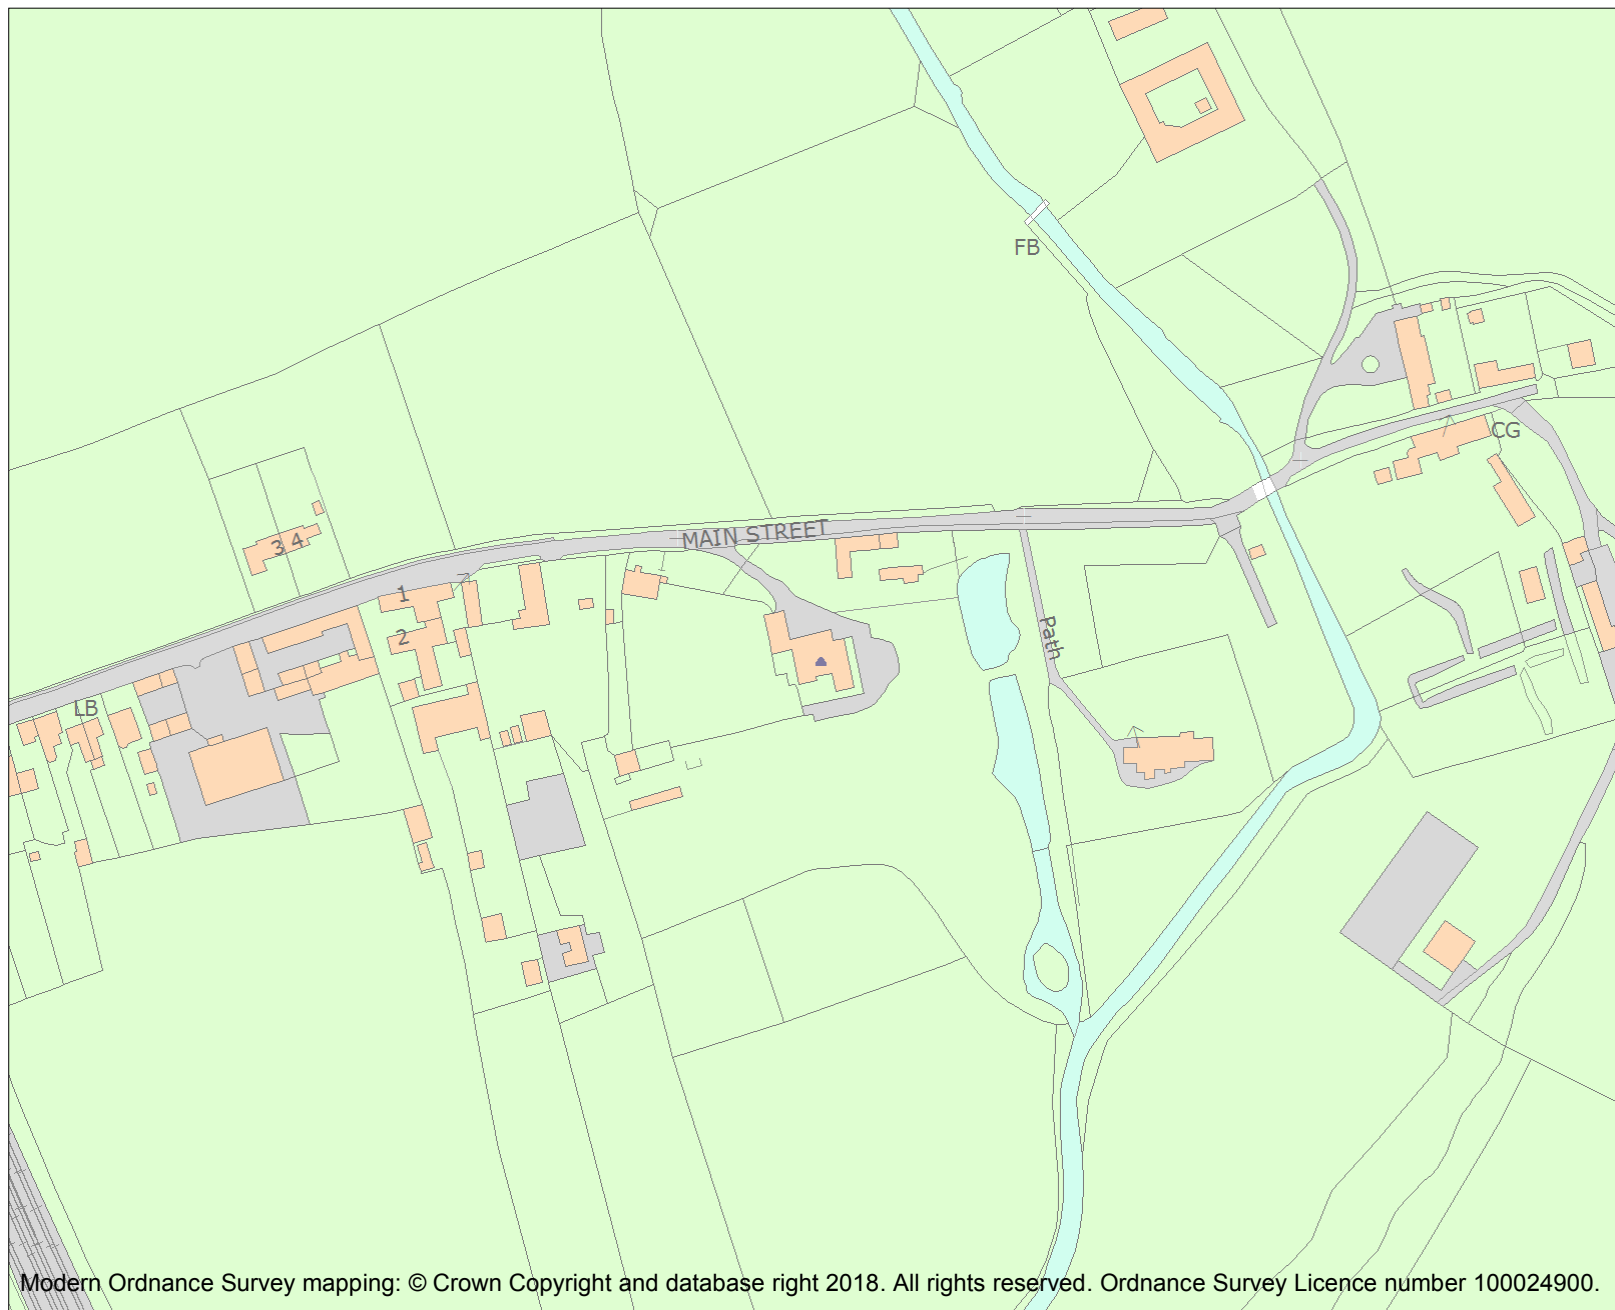 FB
CG
MAIN STREET
3 4
1
2
Path
LB
Modern Ordnance Survey mapping: © Crown Copyright and database right 2018. All rights reserved. Ordnance Survey Licence number 100024900.